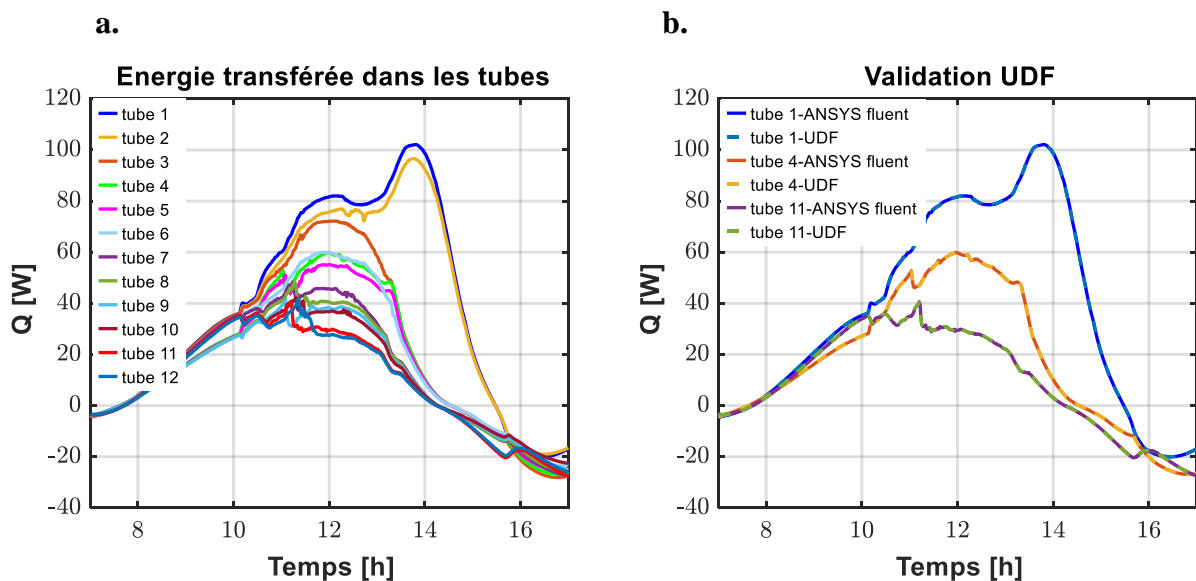 a.
Energie transférée dans les tubes
120
100
80
60
40
20
0
-20
-40
Q [W]
tube 1
tube 2
tube 3
tube 4
tube 5
tube 6
tube 7
tube 8
tube 9
tube 10
tube 11
tube 12
8
10
12
14
16
Temps [h]
b.
Validation UDF
120
100
80
60
40
20
0
-20
-40
Q [W]
tube 1-ANSYS fluent
tube 1-UDF
tube 4-ANSYS fluent
tube 4-UDF
tube 11-ANSYS fluent
tube 11-UDF
8
10
12
14
16
Temps [h]